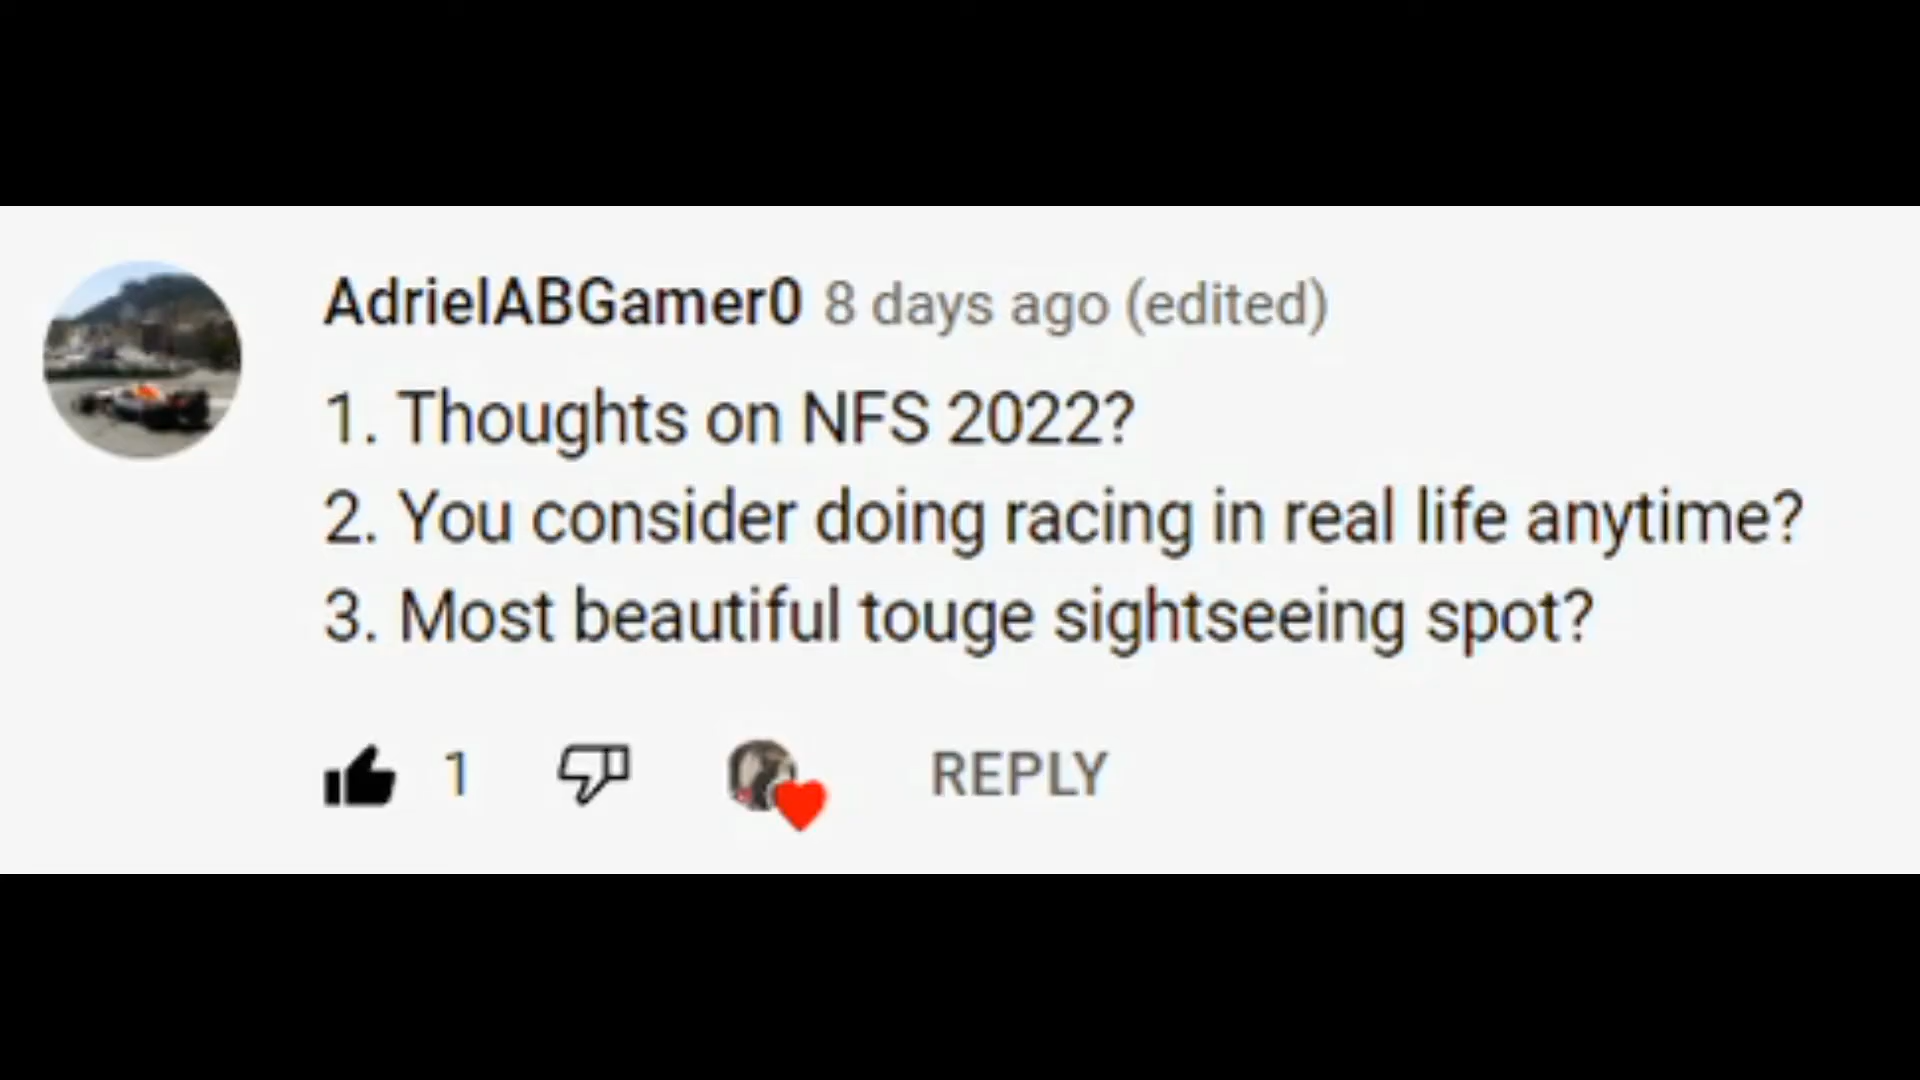 AdrielABGamer0 8 days ago (edited)
1. Thoughts on NFS 2022?
2. You consider doing racing in real life anytime?
3. Most beautiful touge sightseeing spot?
1 REPLY